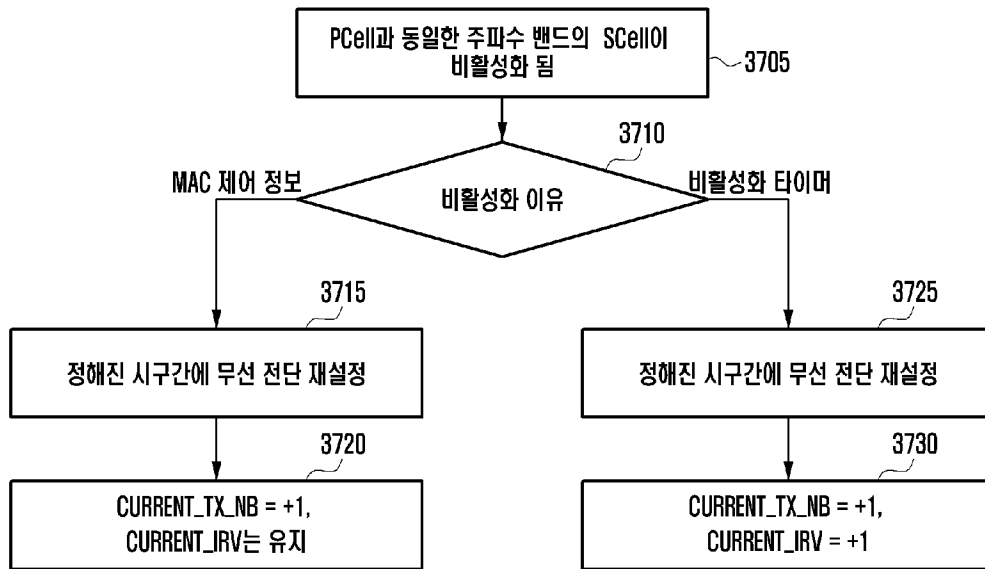 PCell과 동일한 주파수 밴드의 SCell이
비활성화 됨
3705
3710
MAC 제어 정보
비활성화 이유
비활성화 타이머
3715
3725
정해진 시구간에 무선 전단 재설정
정해진 시구간에 무선 전단 재설정
3720
3730
CURRENT_TX_NB = +1,
CURRENT_IRV는 유지
CURRENT_TX_NB = +1,
CURRENT_IRV = +1